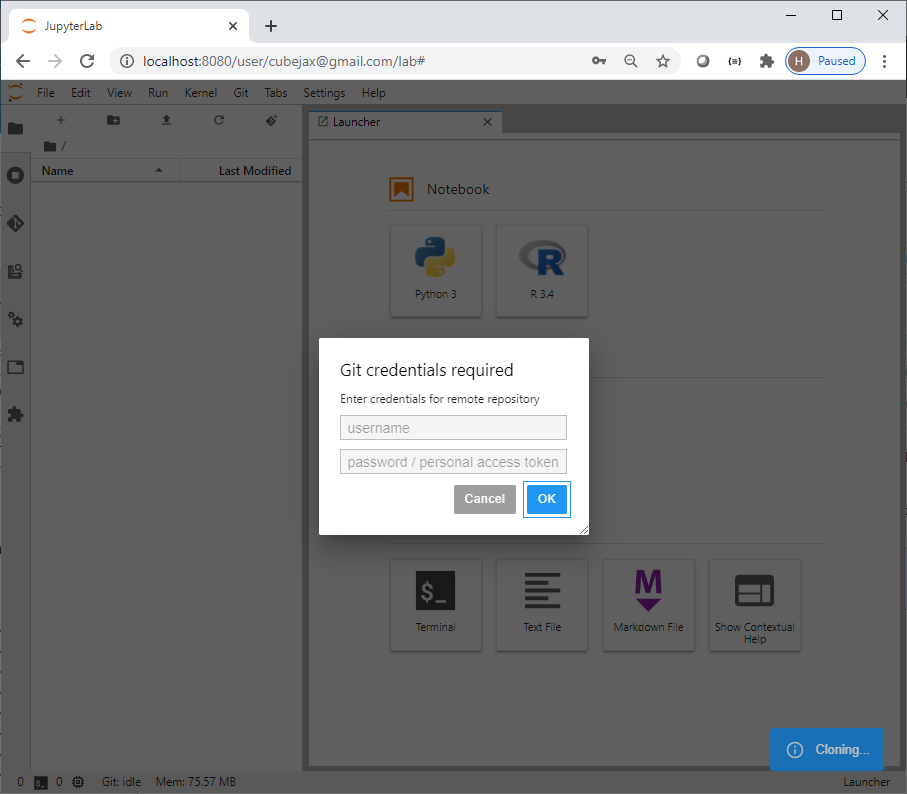 JupyterLab
localhost:8080/user/cubejax@gmail.com/lab#
H Paused
File Edit View Run Kernel Git Tabs Settings Help
Launcher
/
Name Last Modified
Notebook
Python 3
R 3.4
R
Git credentials required
Enter credentials for remote repository
username
password / personal access token
Cancel OK
$_
M
Terminal Text File Markdown File Show Contextual
Help
Cloning...
0 $_ 0 Git: idle Mem: 75.57 MB Launcher